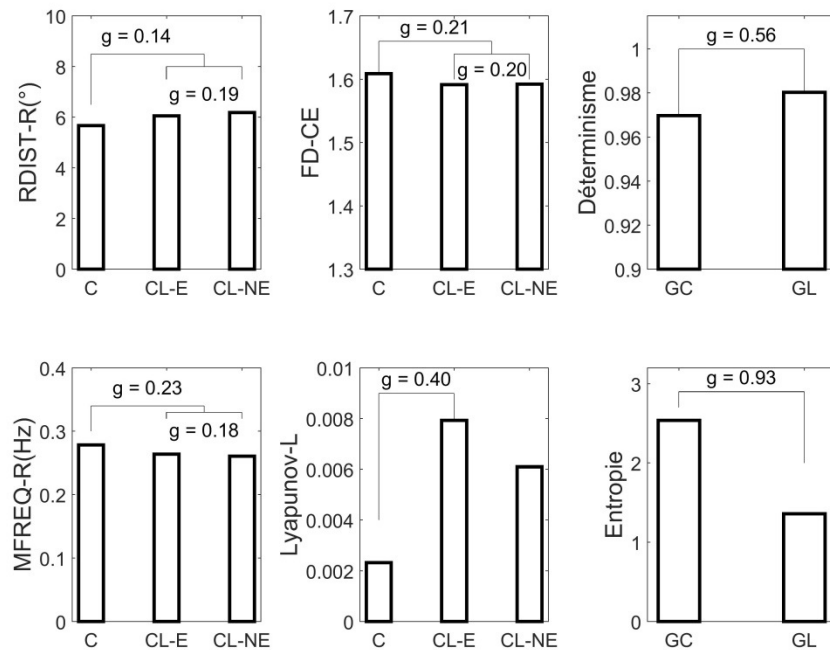 RDIST-R(°)
10
8
6
4
2
0
g = 0.14
g = 0.19
C
CL-E
CL-NE
FD-CE
1.7
1.6
1.5
1.4
1.3
g = 0.21
g = 0.20
C
CL-E
CL-NE
Déterminisme
1
0.98
0.96
0.94
0.92
0.9
g = 0.56
GC
GL
MFREQ-R(Hz)
0.4
0.3
0.2
0.1
0
g = 0.23
g = 0.18
C
CL-E
CL-NE
Lyapunov-L
0.01
0.008
0.006
0.004
0.002
0
g = 0.40
C
CL-E
CL-NE
Entropie
3
2
1
0
g = 0.93
GC
GL